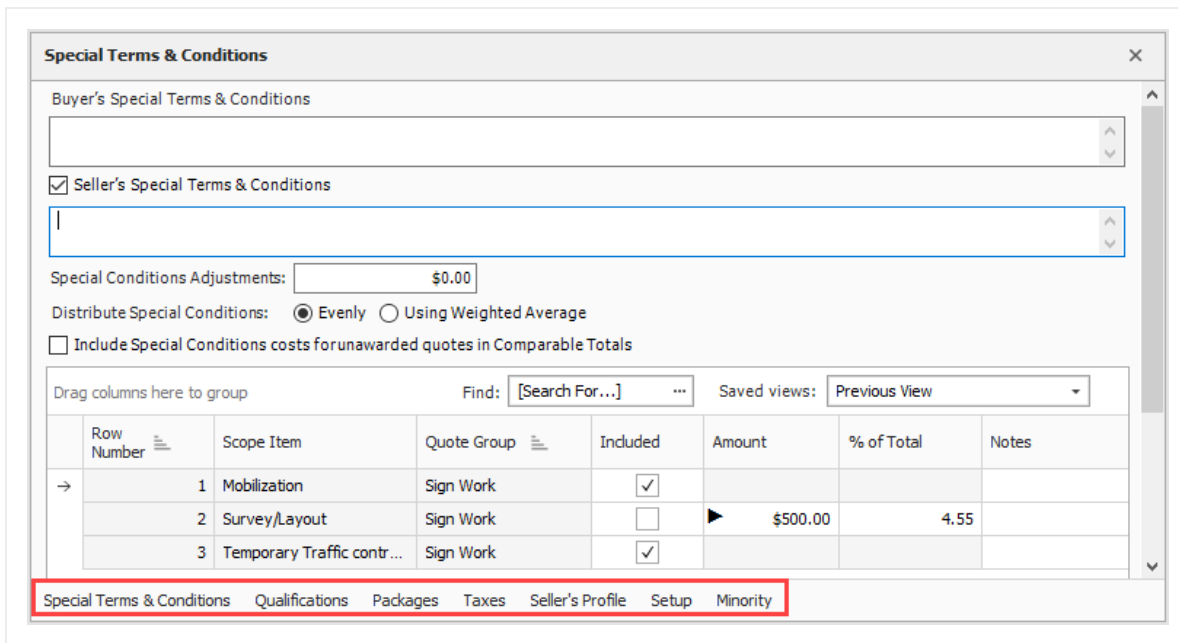 Special Terms & Conditions
Buyer's Special Terms & Conditions
Seller's Special Terms & Conditions
Special Conditions Adjustments: $0.00
Distribute Special Conditions: Evenly Using Weighted Average
Include Special Conditions costs forunawarded quotes in Comparable Totals
Drag columns here to group Find: [Search For...] ... Saved views: Previous View
Row Number Scope Item Quote Group Included Amount % of Total Notes
1 Mobilization Sign Work
2 Survey/Layout Sign Work $500.00 4.55
3 Temporary Traffic contr... Sign Work
Special Terms & Conditions Qualifications Packages Taxes Seller's Profile Setup Minority